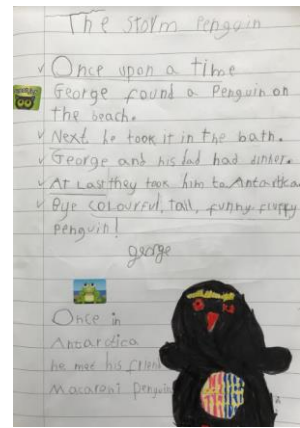 The Storm Penguin
Once upon a time
George found a Penguin on
the beach.
Next he took it in the bath.
George and his dad had dinner.
At Last they took him to Antarctica
Bye colourful, tall, funny fluffy
Penguin!
george
Once in
Antarctica
he met his friend
Macaroni Penguin